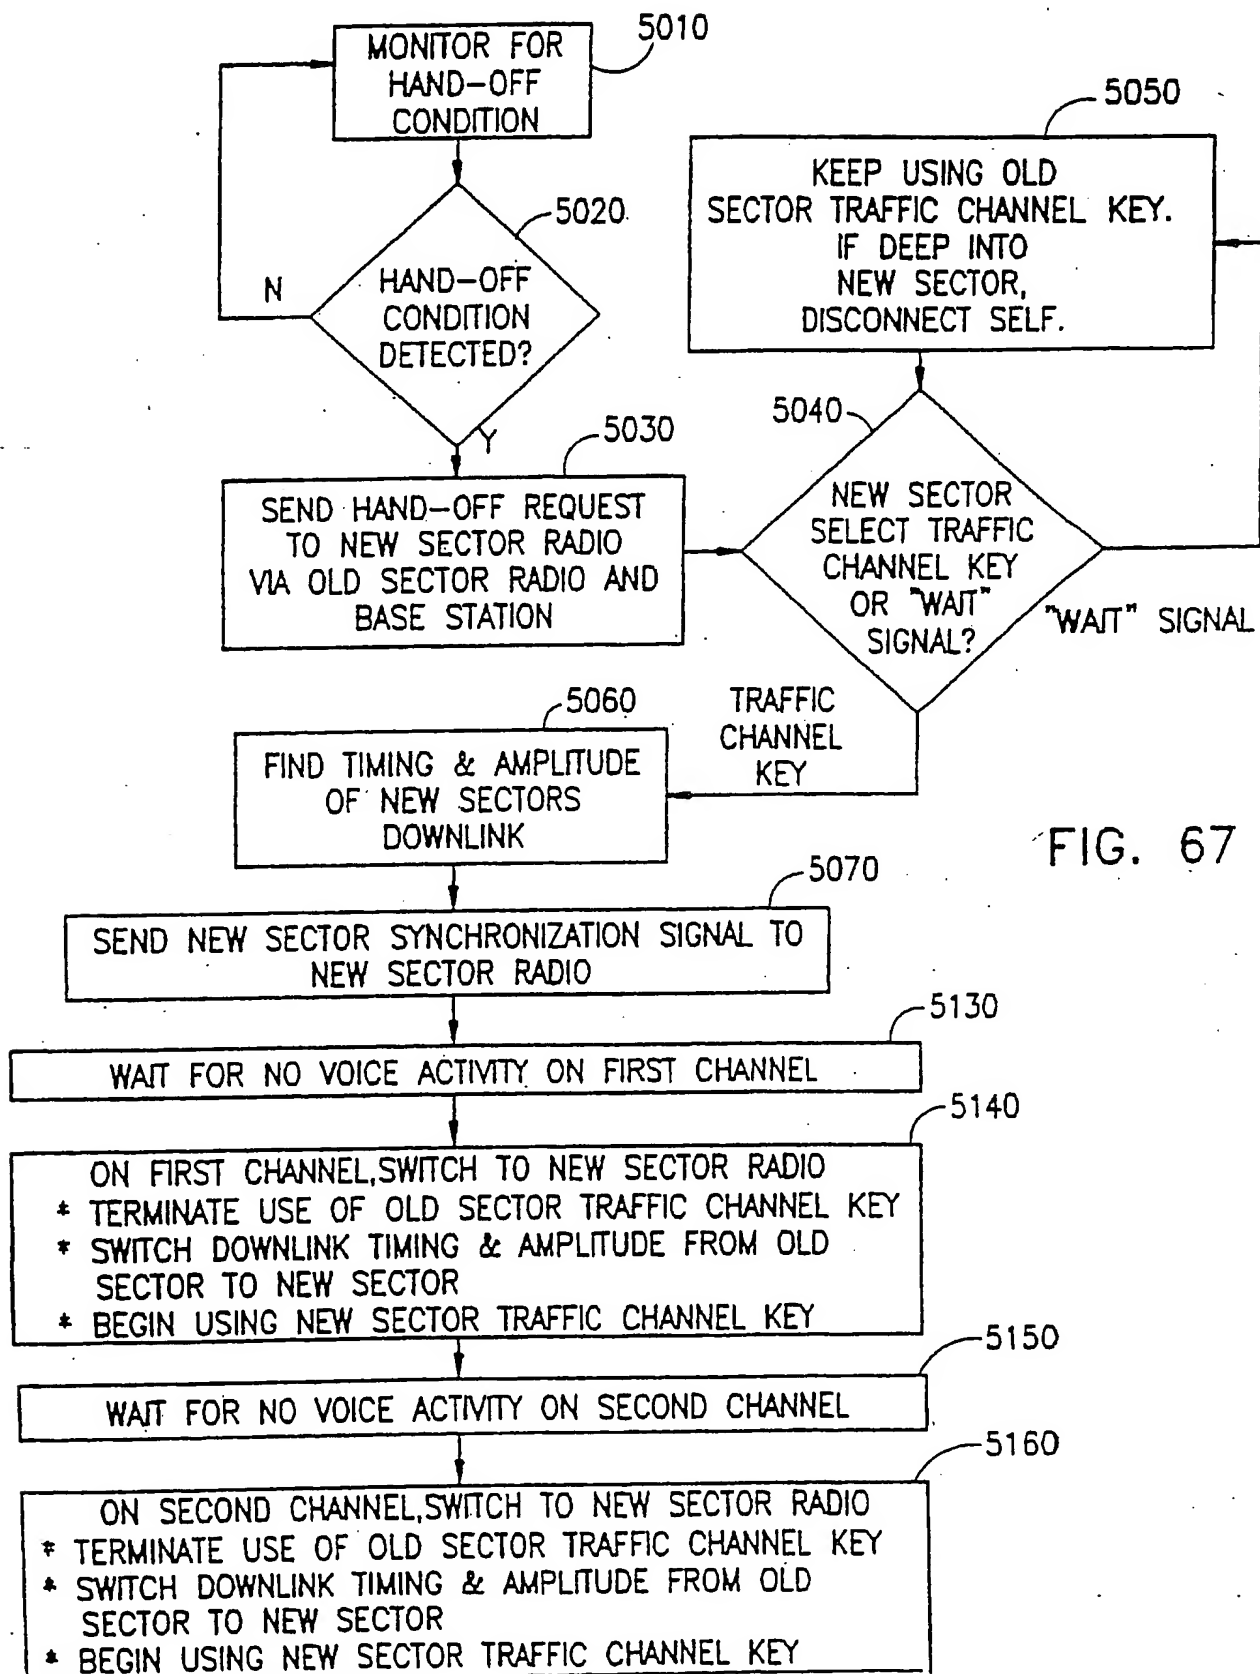 5010
MONITOR FOR
HAND-OFF
CONDITION
5020
HAND-OFF
CONDITION
DETECTED?
N
Y
5030
SEND HAND-OFF REQUEST
TO NEW SECTOR RADIO
VIA OLD SECTOR RADIO AND
BASE STATION
5050
KEEP USING OLD
SECTOR TRAFFIC CHANNEL KEY.
IF DEEP INTO
NEW SECTOR,
DISCONNECT SELF.
5040
NEW SECTOR
SELECT TRAFFIC
CHANNEL KEY
OR "WAIT"
SIGNAL?
"WAIT" SIGNAL
TRAFFIC
CHANNEL
KEY
5060
FIND TIMING & AMPLITUDE
OF NEW SECTORS
DOWNLINK
FIG. 67
5070
SEND NEW SECTOR SYNCHRONIZATION SIGNAL TO
NEW SECTOR RADIO
5130
WAIT FOR NO VOICE ACTIVITY ON FIRST CHANNEL
5140
ON FIRST CHANNEL,SWITCH TO NEW SECTOR RADIO
* TERMINATE USE OF OLD SECTOR TRAFFIC CHANNEL KEY
* SWITCH DOWNLINK TIMING & AMPLITUDE FROM OLD
SECTOR TO NEW SECTOR
* BEGIN USING NEW SECTOR TRAFFIC CHANNEL KEY
5150
WAIT FOR NO VOICE ACTIVITY ON SECOND CHANNEL
5160
ON SECOND CHANNEL,SWITCH TO NEW SECTOR RADIO
* TERMINATE USE OF OLD SECTOR TRAFFIC CHANNEL KEY
* SWITCH DOWNLINK TIMING & AMPLITUDE FROM OLD
SECTOR TO NEW SECTOR
* BEGIN USING NEW SECTOR TRAFFIC CHANNEL KEY